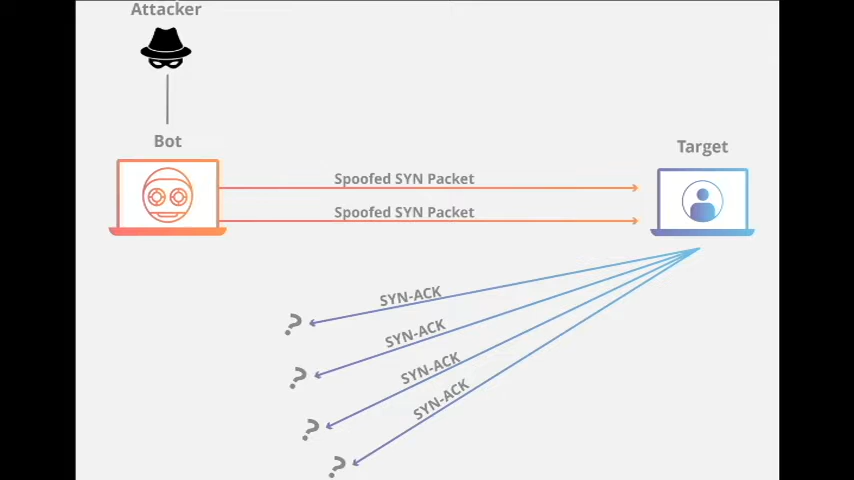 Attacker
Bot
Target
Spoofed SYN Packet
Spoofed SYN Packet
SYN-ACK
?
SYN-ACK
?
SYN-ACK
?
SYN-ACK
?